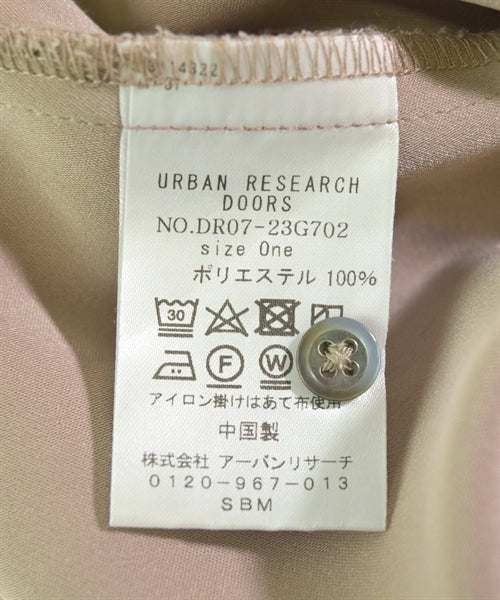 URBAN RESEARCH
DOORS
NO.DR07-23G702
size One
ポリエステル 100%
30
F W
アイロン掛けはあて布使用
中国製
株式会社 アーバンリサーチ
0120-967-013
SBM